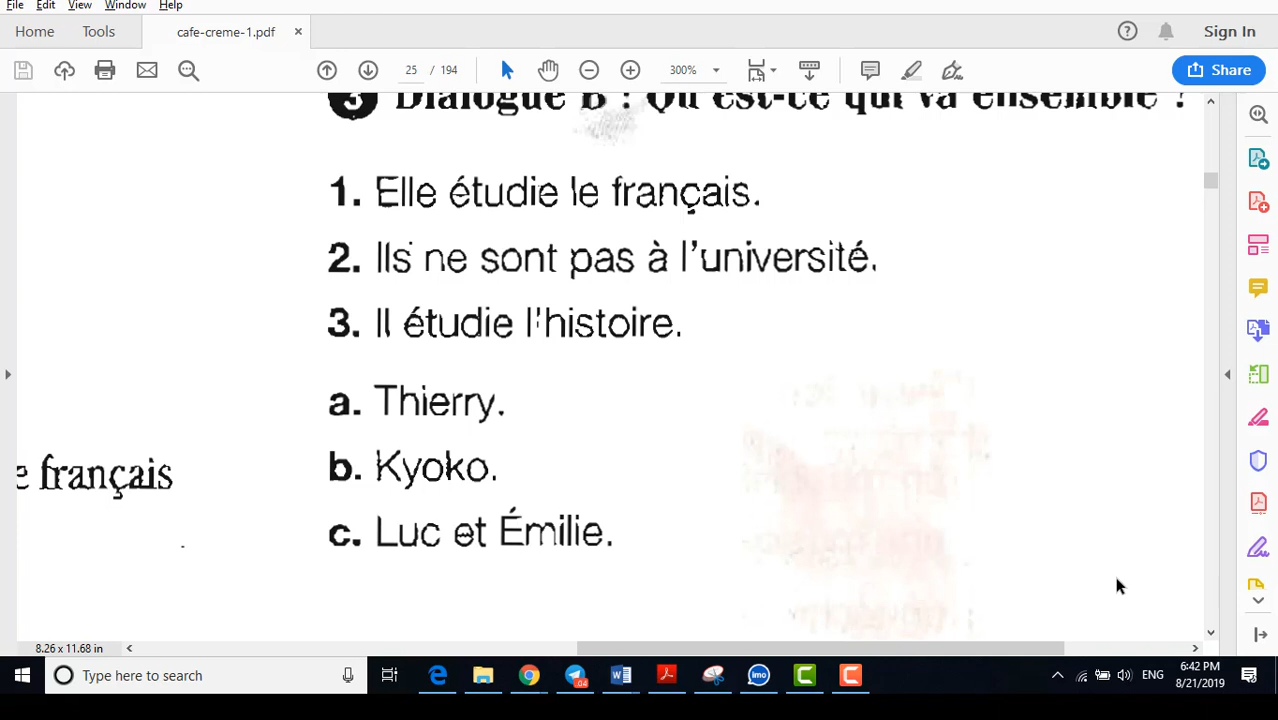 File Edit View Window Help
Home Tools cafe-creme-1.pdf × Sign In
25 / 194 300% Share
3 Dialogue B : Qu'est-ce qui va ensemble ?
1. Elle étudie le français.
2. Ils ne sont pas à l'université.
3. Il étudie l'histoire.
a. Thierry.
b. Kyoko.
e français
c. Luc et Émilie.
8.26 x 11.68 in
Type here to search
04
imo
ENG
6:42 PM
8/21/2019